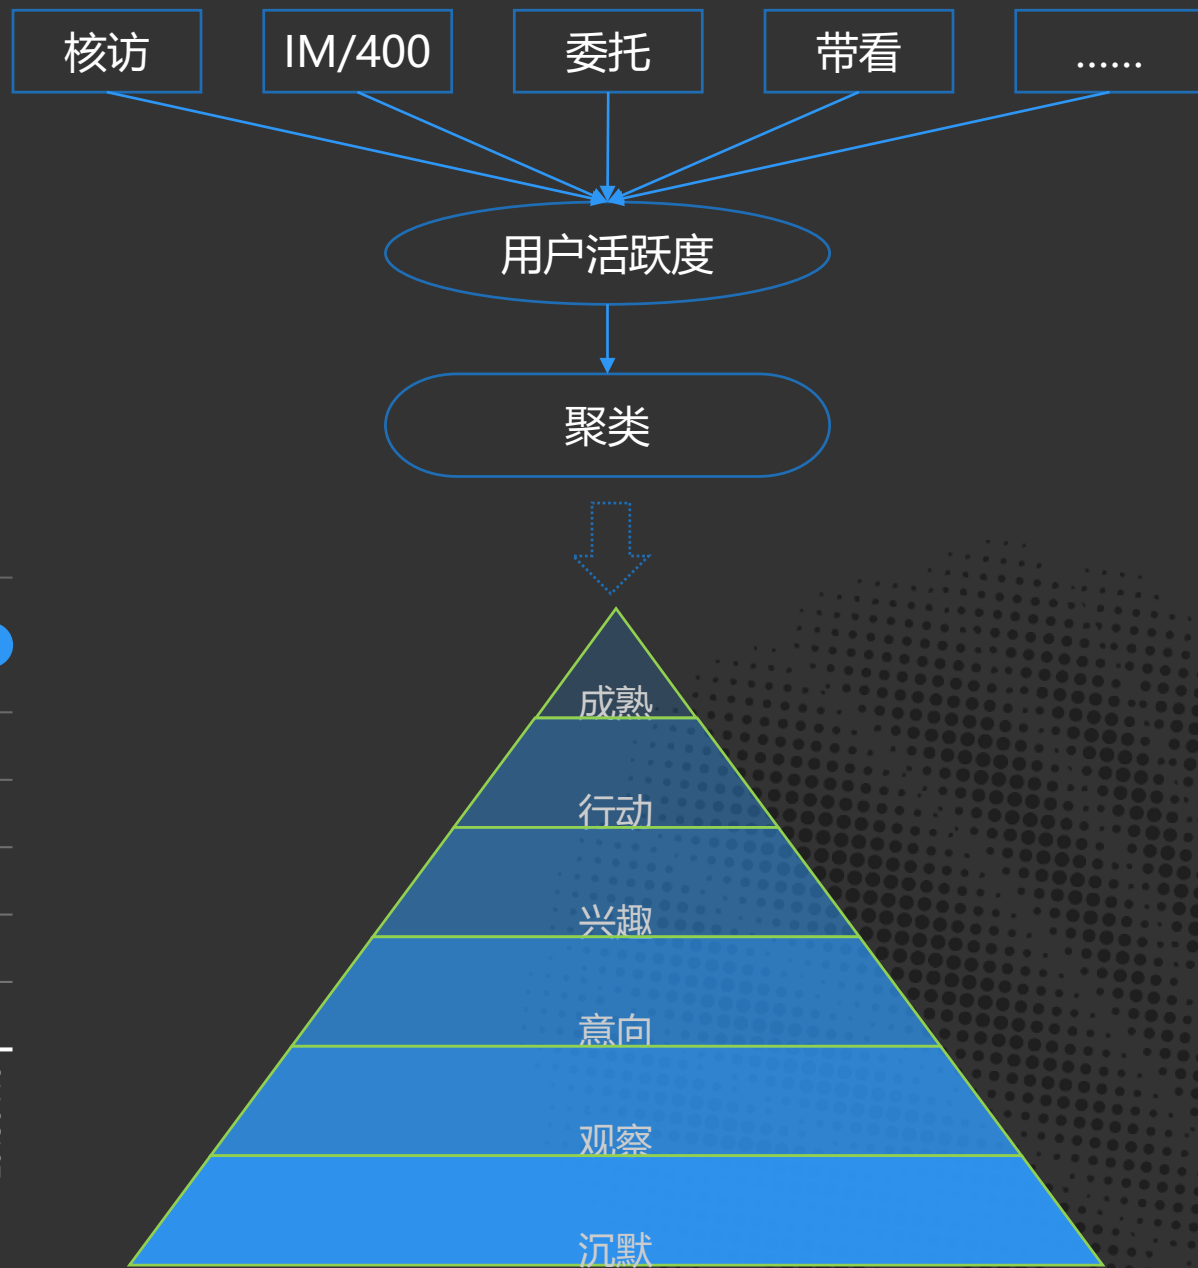 核访
IM/400
委托
带看
......
用户活跃度
聚类
成熟
行动
兴趣
意向
观察
沉默